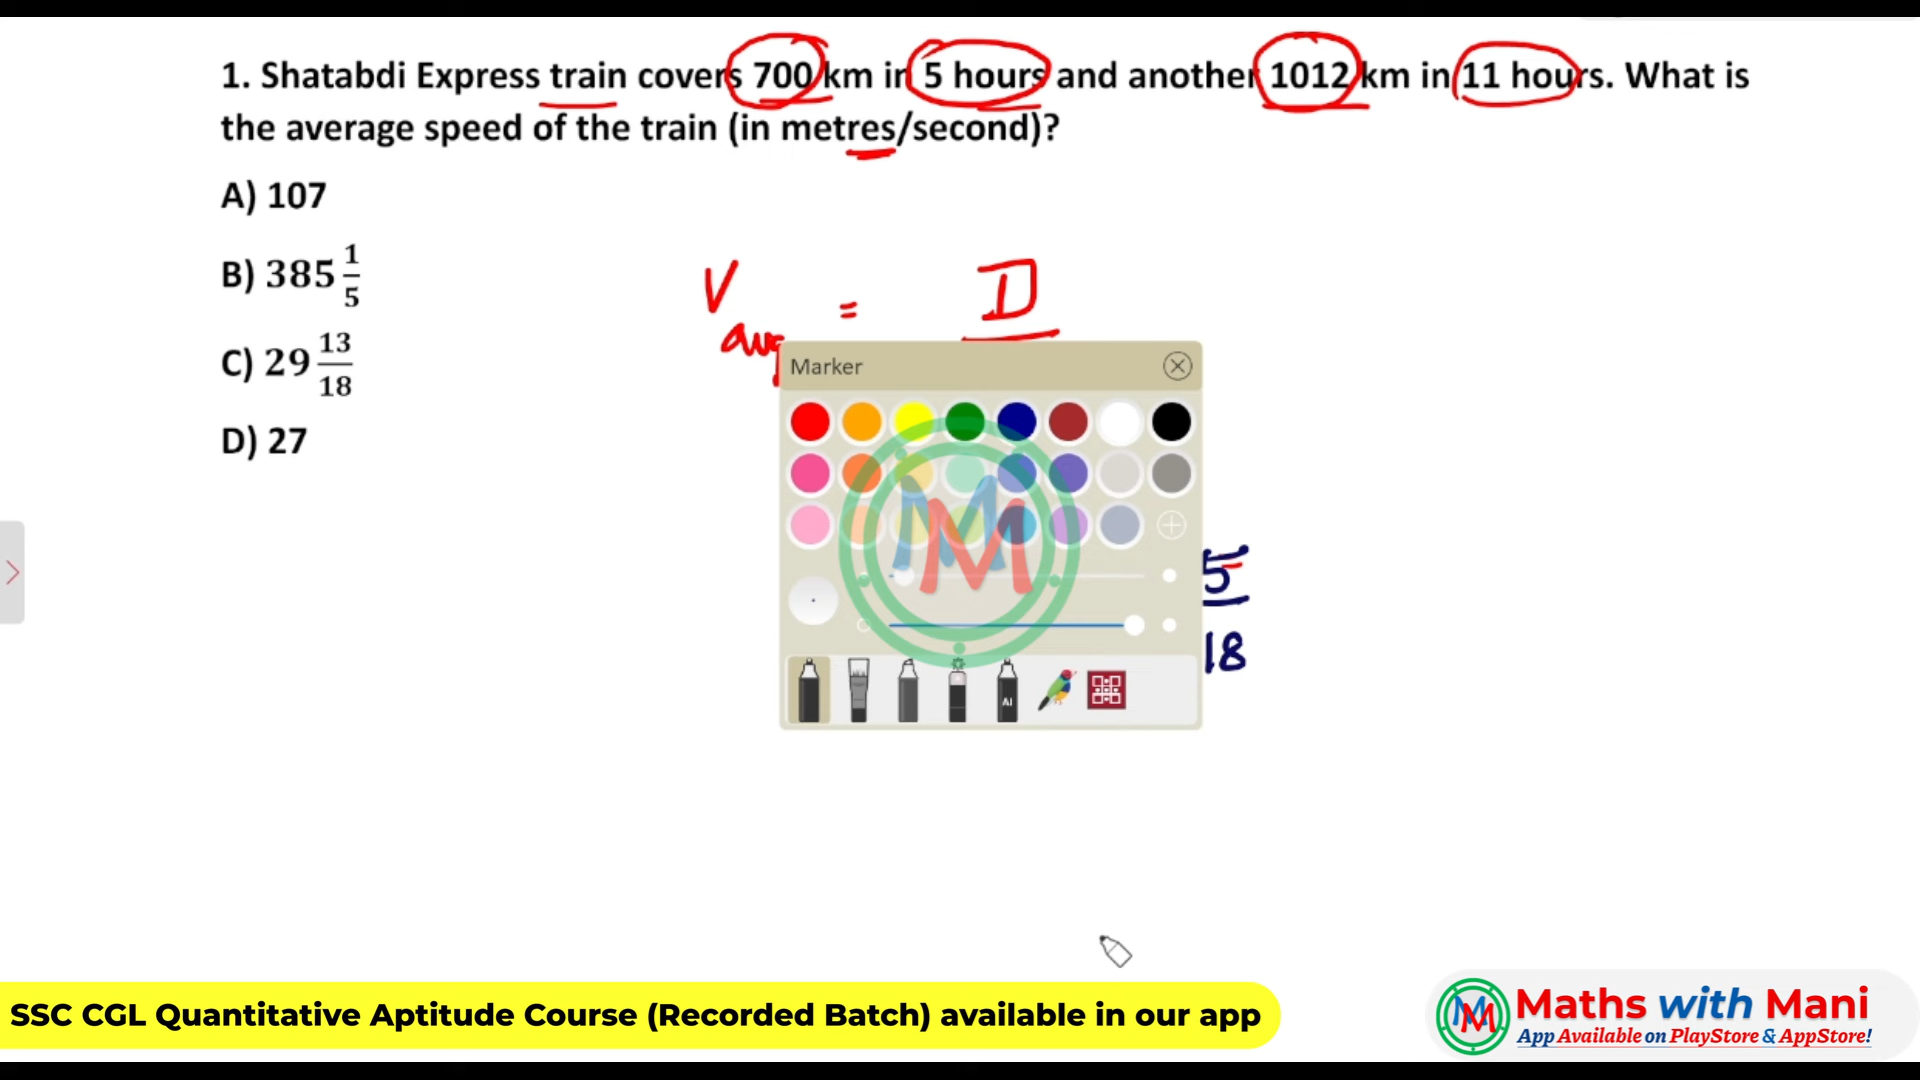 1. Shatabdi Express train covers 700 km in 5 hours and another 1012 km in 11 hours. What is
the average speed of the train (in metres/second)?
A) 107
B) 385 1/5
C) 29 13/18
D) 27
V avg = D
Marker
MM
5
18
Ai
SSC CGL Quantitative Aptitude Course (Recorded Batch) available in our app
MM Maths with Mani
App Available on PlayStore & AppStore!